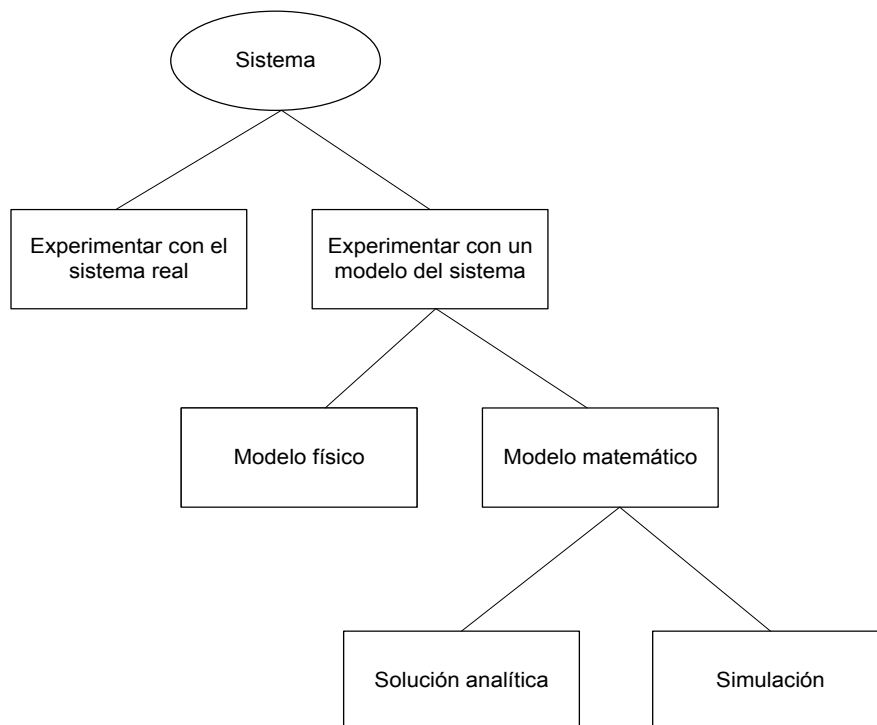 Sistema
Experimentar con el
sistema real
Experimentar con un
modelo del sistema
Modelo físico
Modelo matemático
Solución analítica
Simulación